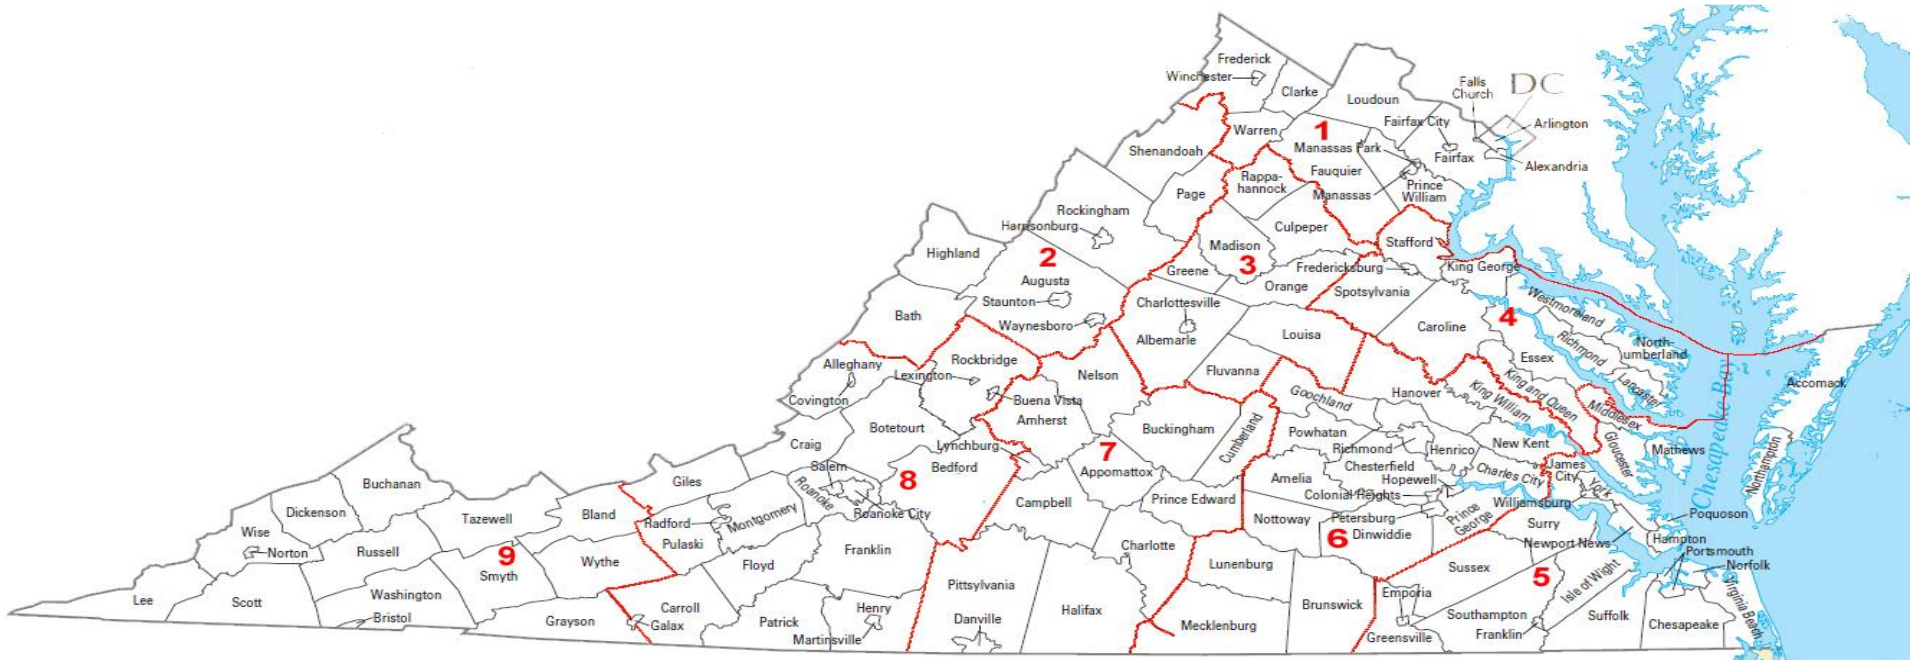 Frederick
Winchester
Clarke
Loudoun
Falls
Church
DC
Fairfax City
Arlington
Warren
1
Manassas Park
Fairfax
Alexandria
Shenandoah
Fauquier
Rappa-
hannock
Page
Manassas
Prince
William
Rockingham
Harrisonburg
Culpeper
Madison
Stafford
Highland
2
3
Augusta
Greene
Fredericksburg
King George
Orange
Spotsylvania
Staunton
Charlottesville
Westmoreland
Bath
Waynesboro
4
Caroline
Louisa
Albemarle
Richmond
North-
umberland
Rockbridge
Alleghany
Essex
Lexington
Nelson
Fluvanna
Lancaster
Accomack
Chesapeake Bay
King and Queen
Covington
Buena Vista
Goochland
Hanover
King William
Middlesex
Amherst
Botetourt
Buckingham
Cumberland
Powhatan
Craig
Lynchburg
Richmond
Henrico
New Kent
Gloucester
Mathews
7
Bedford
Salem
Appomattox
Chesterfield
James
City
Northampton
8
Roanoke
Giles
Buchanan
Amelia
Hopewell
Charles City
York
Campbell
Prince Edward
Colonial Heights
Williamsburg
Roanoke City
Dickenson
Tazewell
Bland
Radford
Montgomery
Nottoway
Petersburg
Prince
George
Poquoson
Wise
Surry
6
Dinwiddie
Norton
Russell
Pulaski
Franklin
Charlotte
Newport News
Hampton
Portsmouth
9
Wythe
Floyd
Lunenburg
Sussex
Norfolk
Smyth
5
Isle of Wight
Pittsylvania
Washington
Lee
Scott
Emporia
Brunswick
Virginia Beach
Carroll
Henry
Halifax
Bristol
Grayson
Galax
Patrick
Danville
Mecklenburg
Southampton
Suffolk
Chesapeake
Martinsville
Greensville
Franklin